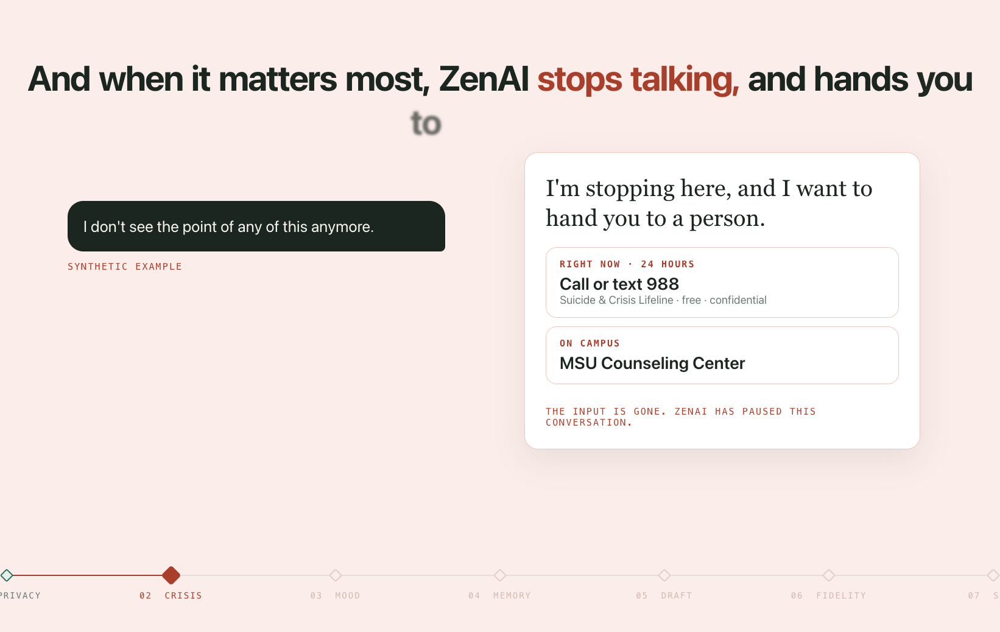 And when it matters most, ZenAI stops talking, and hands you
to
I don't see the point of any of this anymore.
SYNTHETIC EXAMPLE
I'm stopping here, and I want to
hand you to a person.
RIGHT NOW · 24 HOURS
Call or text 988
Suicide & Crisis Lifeline · free · confidential
ON CAMPUS
MSU Counseling Center
THE INPUT IS GONE. ZENAI HAS PAUSED THIS
CONVERSATION.
PRIVACY
02 CRISIS
03 MOOD
04 MEMORY
05 DRAFT
06 FIDELITY
07 S